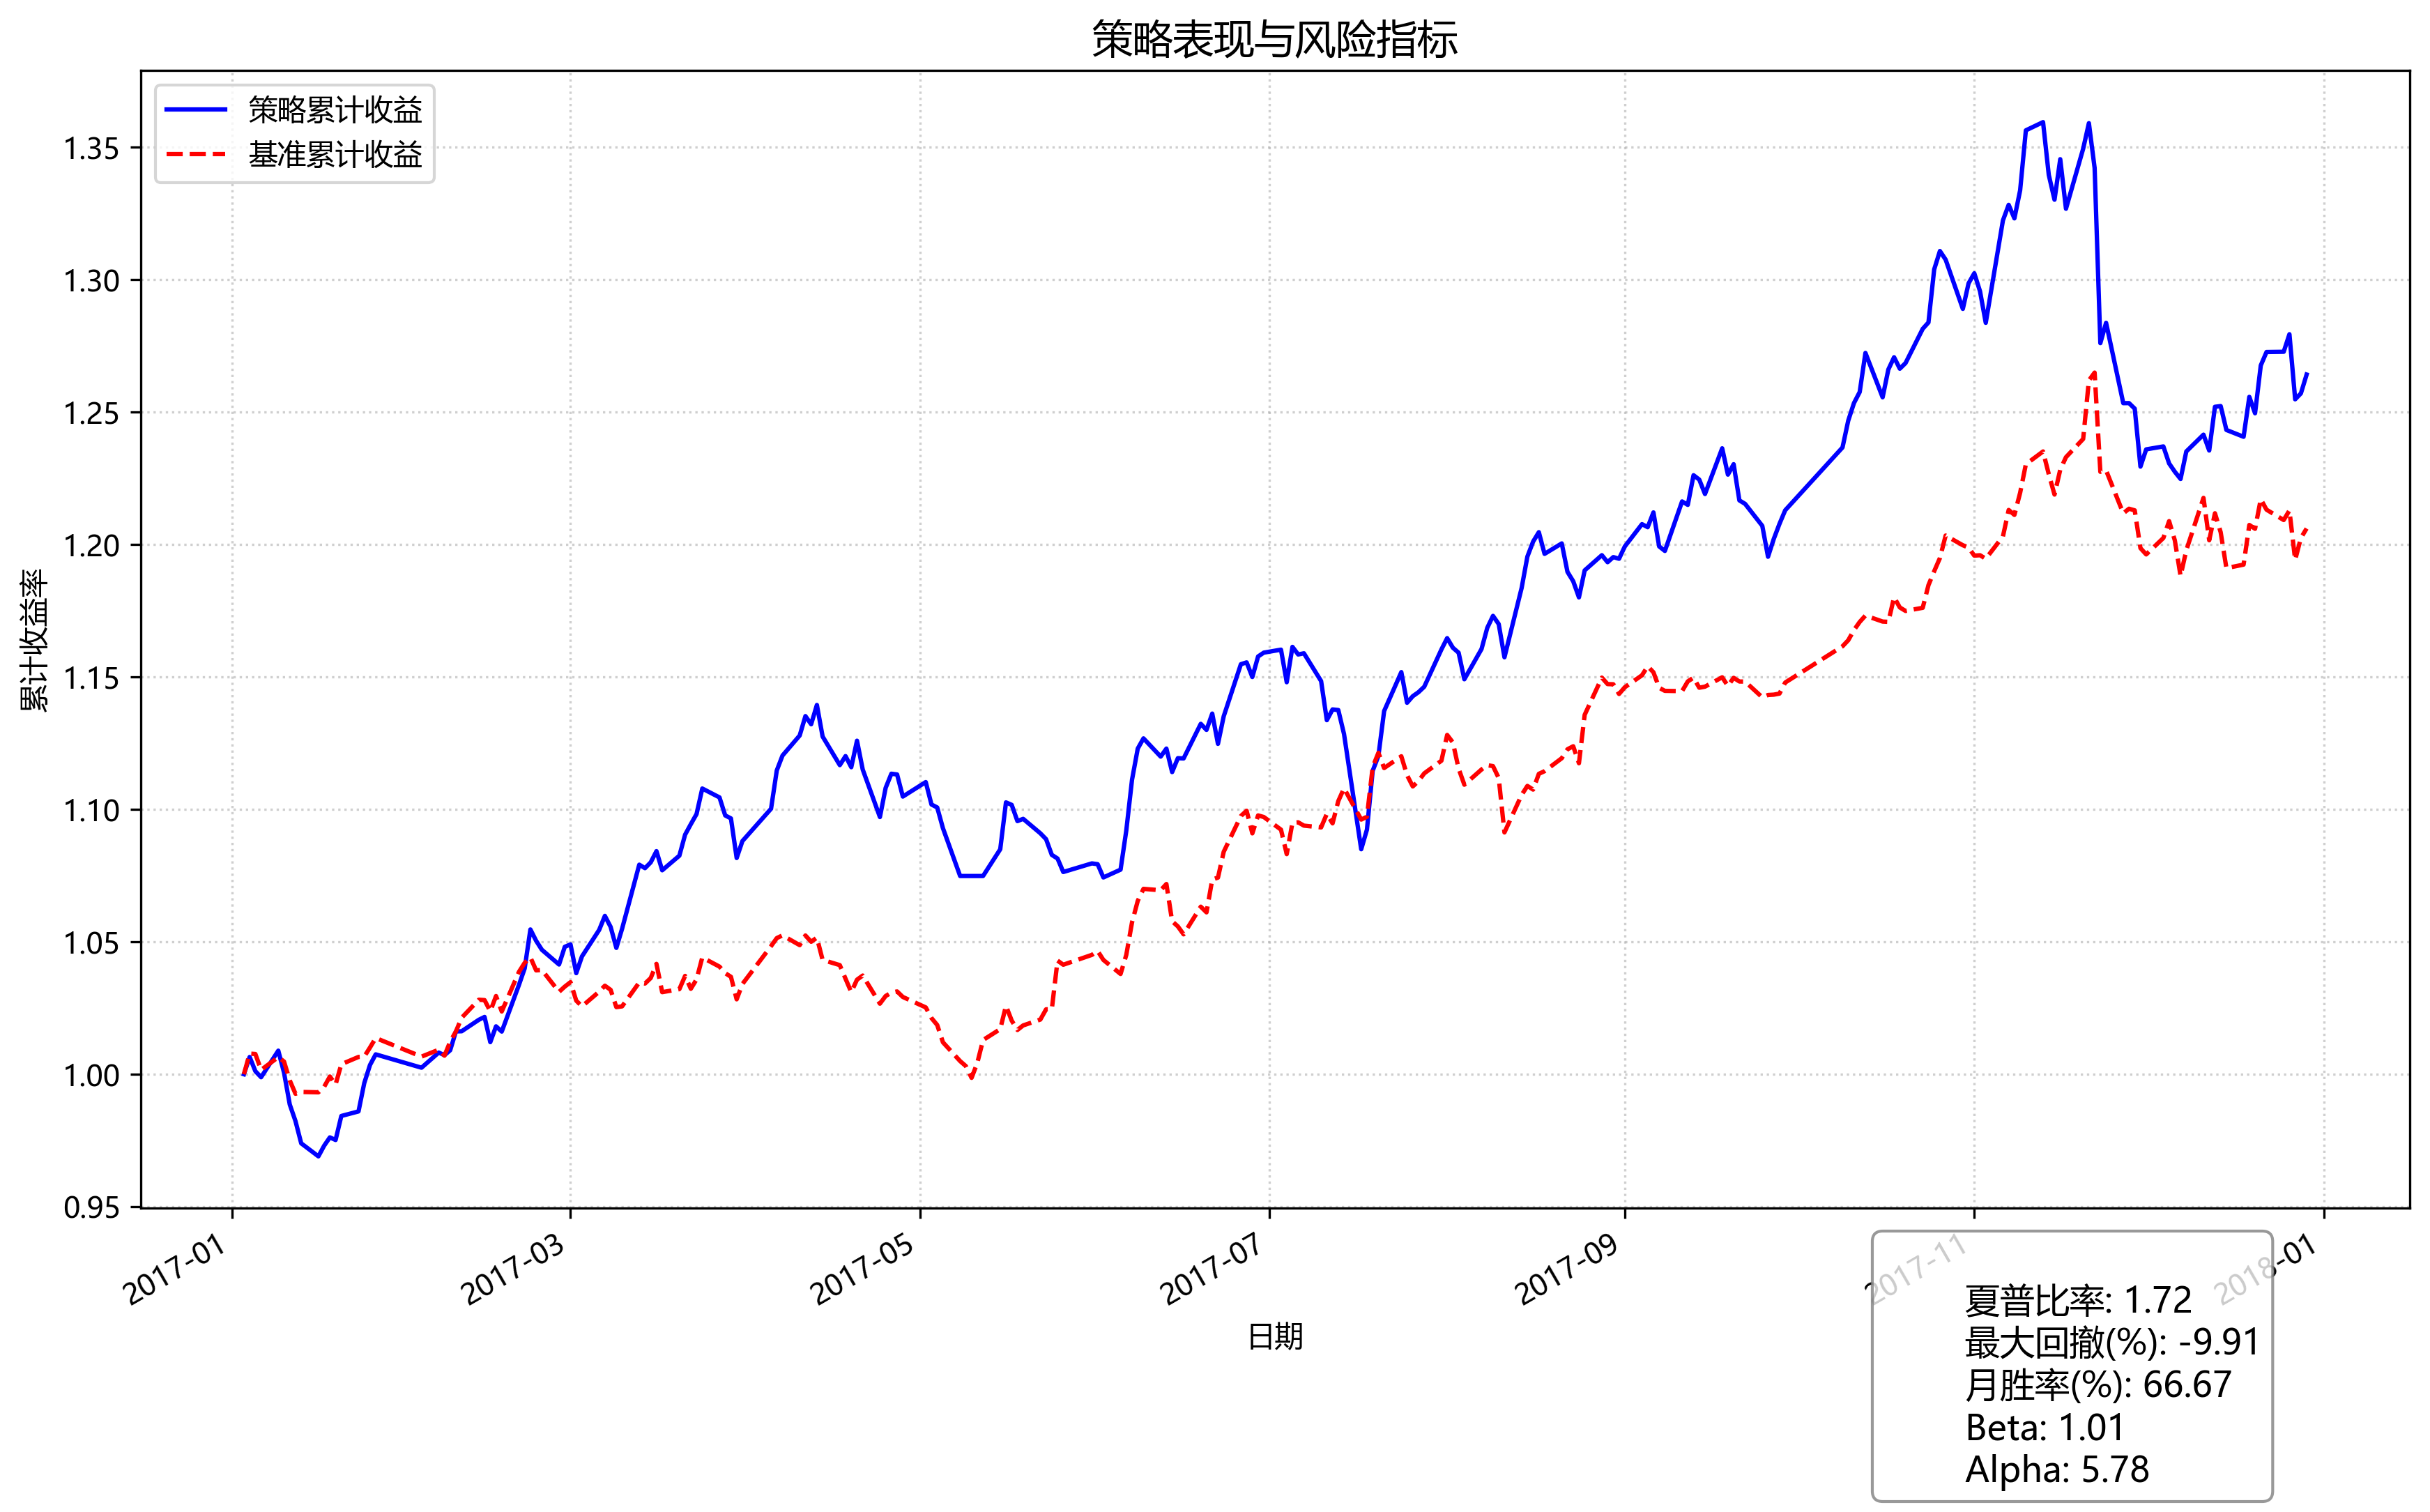 策略表现与风险指标
策略累计收益
基准累计收益
1.35
1.30
1.25
1.20
1.15
1.10
1.05
1.00
0.95
累计收益率
2017-01
2017-03
2017-05
2017-07
2017-09
2017-11
2018-01
日期
夏普比率: 1.72
最大回撤(%): -9.91
月胜率(%): 66.67
Beta: 1.01
Alpha: 5.78